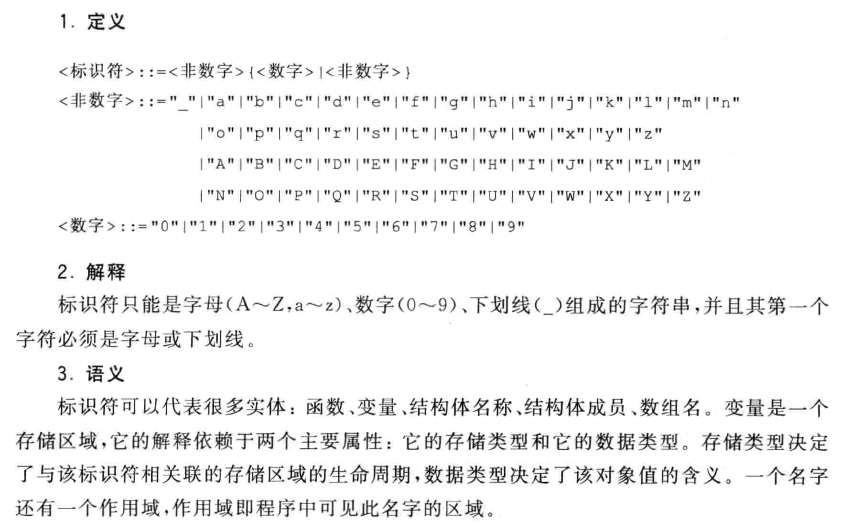 1. 定义
<标识符>::=<非数字>{<数字>|<非数字>}
<非数字>::="_"|"a"|"b"|"c"|"d"|"e"|"f"|"g"|"h"|"i"|"j"|"k"|"l"|"m"|"n"
|"o"|"p"|"q"|"r"|"s"|"t"|"u"|"v"|"w"|"x"|"y"|"z"
|"A"|"B"|"C"|"D"|"E"|"F"|"G"|"H"|"I"|"J"|"K"|"L"|"M"
|"N"|"O"|"P"|"Q"|"R"|"S"|"T"|"U"|"V"|"W"|"X"|"Y"|"Z"
<数字>::="0"|"1"|"2"|"3"|"4"|"5"|"6"|"7"|"8"|"9"
2. 解释
标识符只能是字母(A～Z,a～z)、数字(0～9)、下划线(_)组成的字符串,并且其第一个
字符必须是字母或下划线。
3. 语义
标识符可以代表很多实体：函数、变量、结构体名称、结构体成员、数组名。变量是一个
存储区域,它的解释依赖于两个主要属性：它的存储类型和它的数据类型。存储类型决定
了与该标识符相关联的存储区域的生命周期,数据类型决定了该对象值的含义。一个名字
还有一个作用域,作用域即程序中可见此名字的区域。